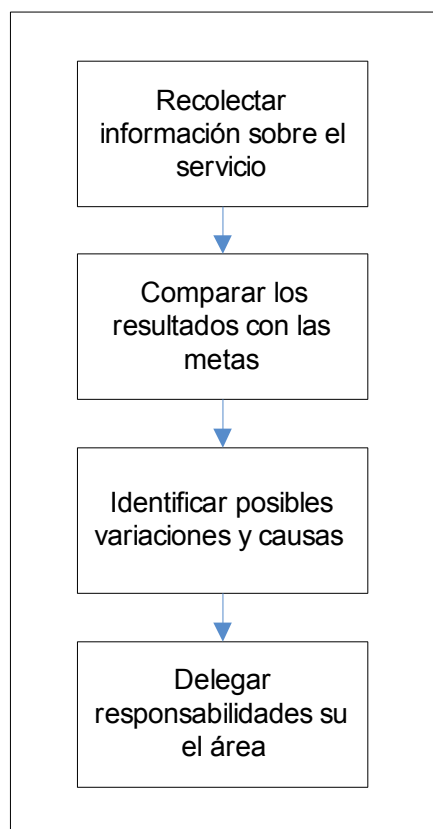 Recolectar
información sobre el
servicio
Comparar los
resultados con las
metas
Identificar posibles
variaciones y causas
Delegar
responsabilidades su
el área